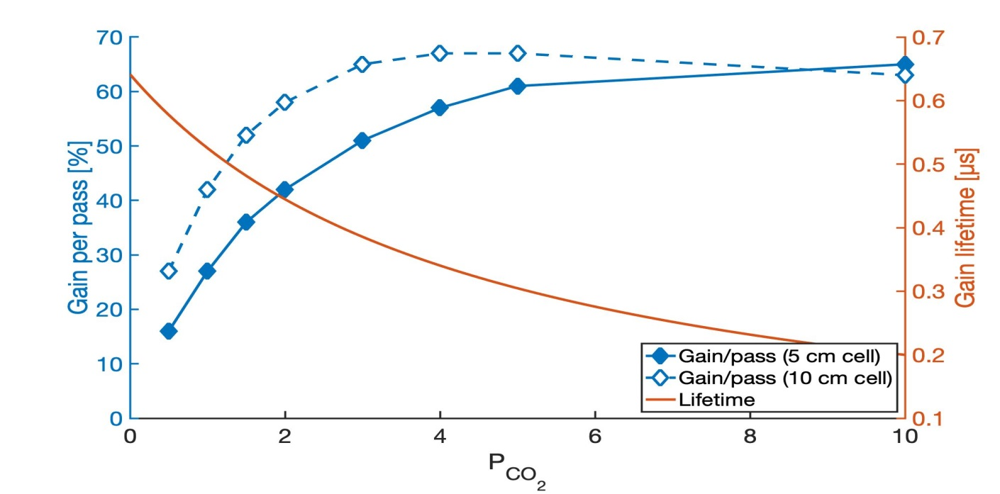 70
60
50
40
30
20
10
0
Gain per pass [%]
0.7
0.6
0.5
0.4
0.3
0.2
0.1
Gain lifetime [µs]
Gain/pass (5 cm cell)
Gain/pass (10 cm cell)
Lifetime
0 2 4 6 8 10
P_CO_2